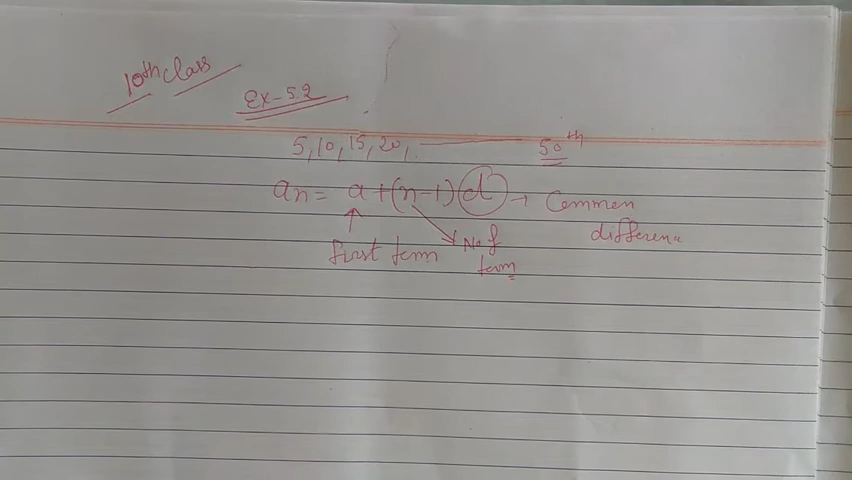 10th class
Ex-5.2
5, 10, 15, 20, —— 50th
an = a+(n-1)(d) → Common difference
first term
No of term